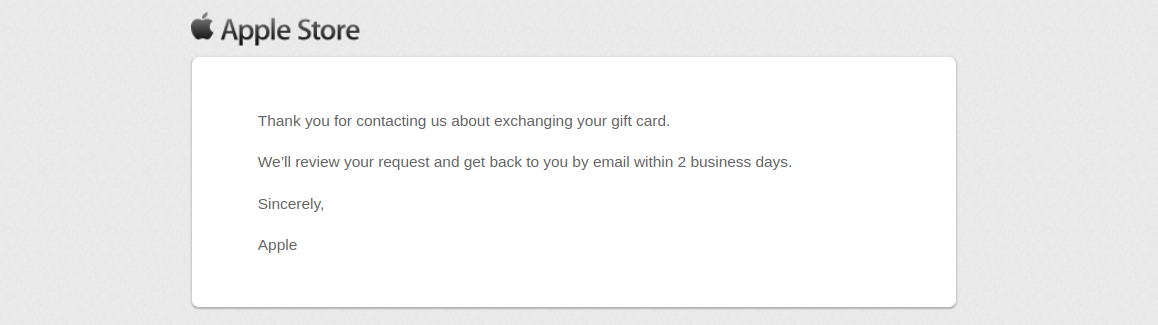 Apple Store
Thank you for contacting us about exchanging your gift card.
We’ll review your request and get back to you by email within 2 business days.
Sincerely,
Apple